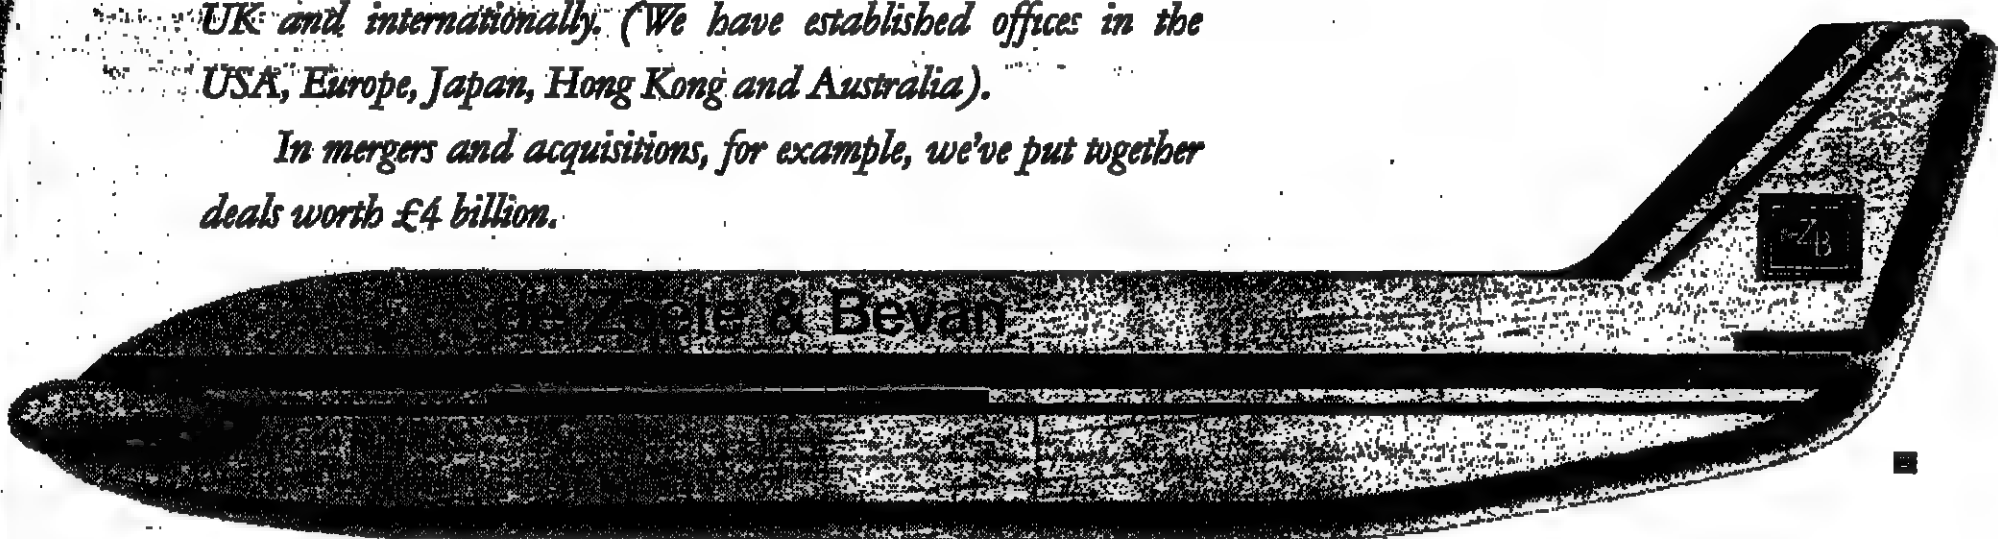 UK and internationally. (We have established offices in the
USA, Europe, Japan, Hong Kong and Australia).
In mergers and acquisitions, for example, we've put together
deals worth £4 billion.
de Zoete & Bevan
ZB